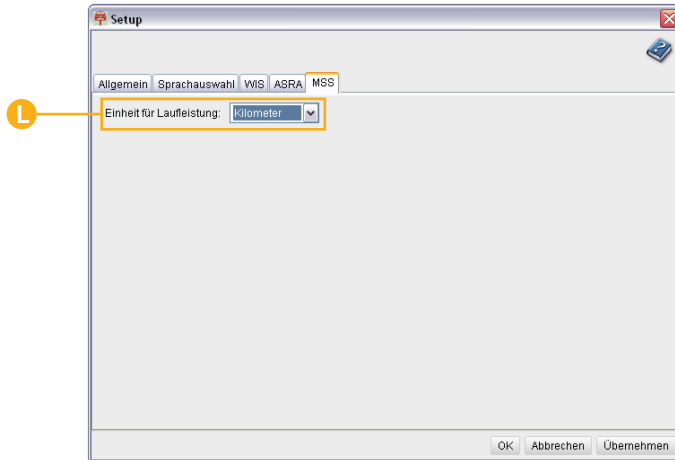 Setup
Allgemein Sprachauswahl WIS ASRA MSS
L Einheit für Laufleistung: Kilometer
OK Abbrechen Übernehmen